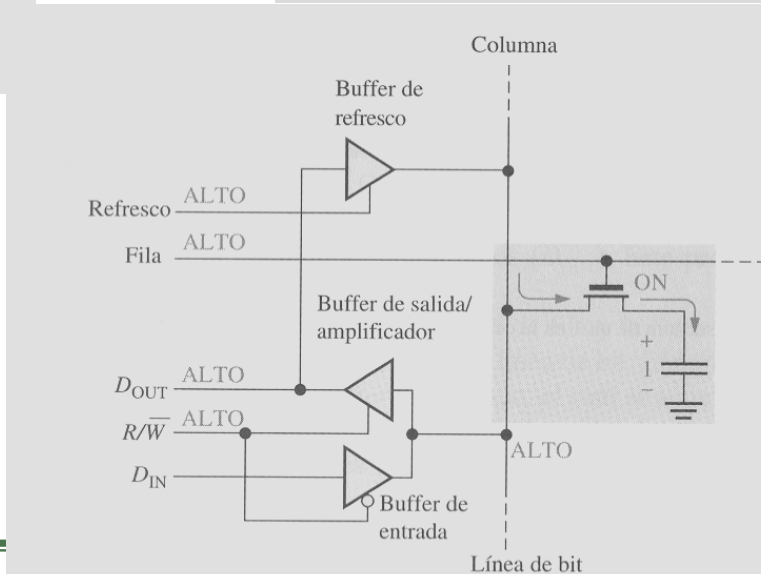 Columna
Buffer de
refresco
Refresco ALTO
Fila ALTO
ON
Buffer de salida/
amplificador
+
1
−
D_OUT ALTO
R/W̅ ALTO
D_IN
ALTO
Buffer de
entrada
Línea de bit